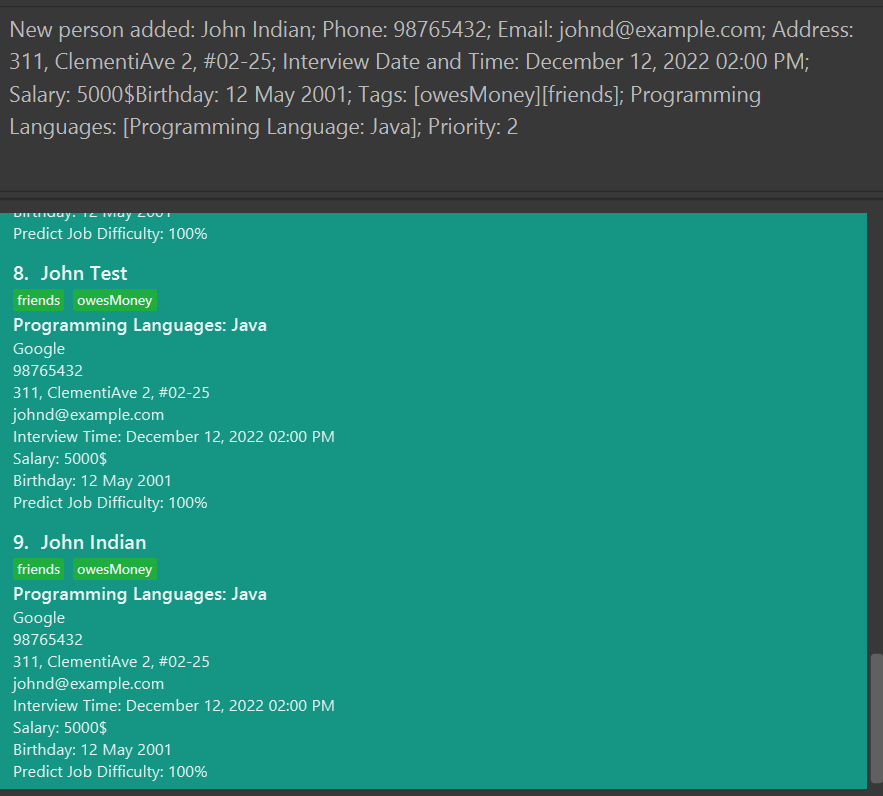 New person added: John Indian; Phone: 98765432; Email: johnd@example.com; Address:
311, ClementiAve 2, #02-25; Interview Date and Time: December 12, 2022 02:00 PM;
Salary: 5000$Birthday: 12 May 2001; Tags: [owesMoney][friends]; Programming
Languages: [Programming Language: Java]; Priority: 2
Birthday: 12 May 2001
Predict Job Difficulty: 100%
8. John Test
friends owesMoney
Programming Languages: Java
Google
98765432
311, ClementiAve 2, #02-25
johnd@example.com
Interview Time: December 12, 2022 02:00 PM
Salary: 5000$
Birthday: 12 May 2001
Predict Job Difficulty: 100%
9. John Indian
friends owesMoney
Programming Languages: Java
Google
98765432
311, ClementiAve 2, #02-25
johnd@example.com
Interview Time: December 12, 2022 02:00 PM
Salary: 5000$
Birthday: 12 May 2001
Predict Job Difficulty: 100%